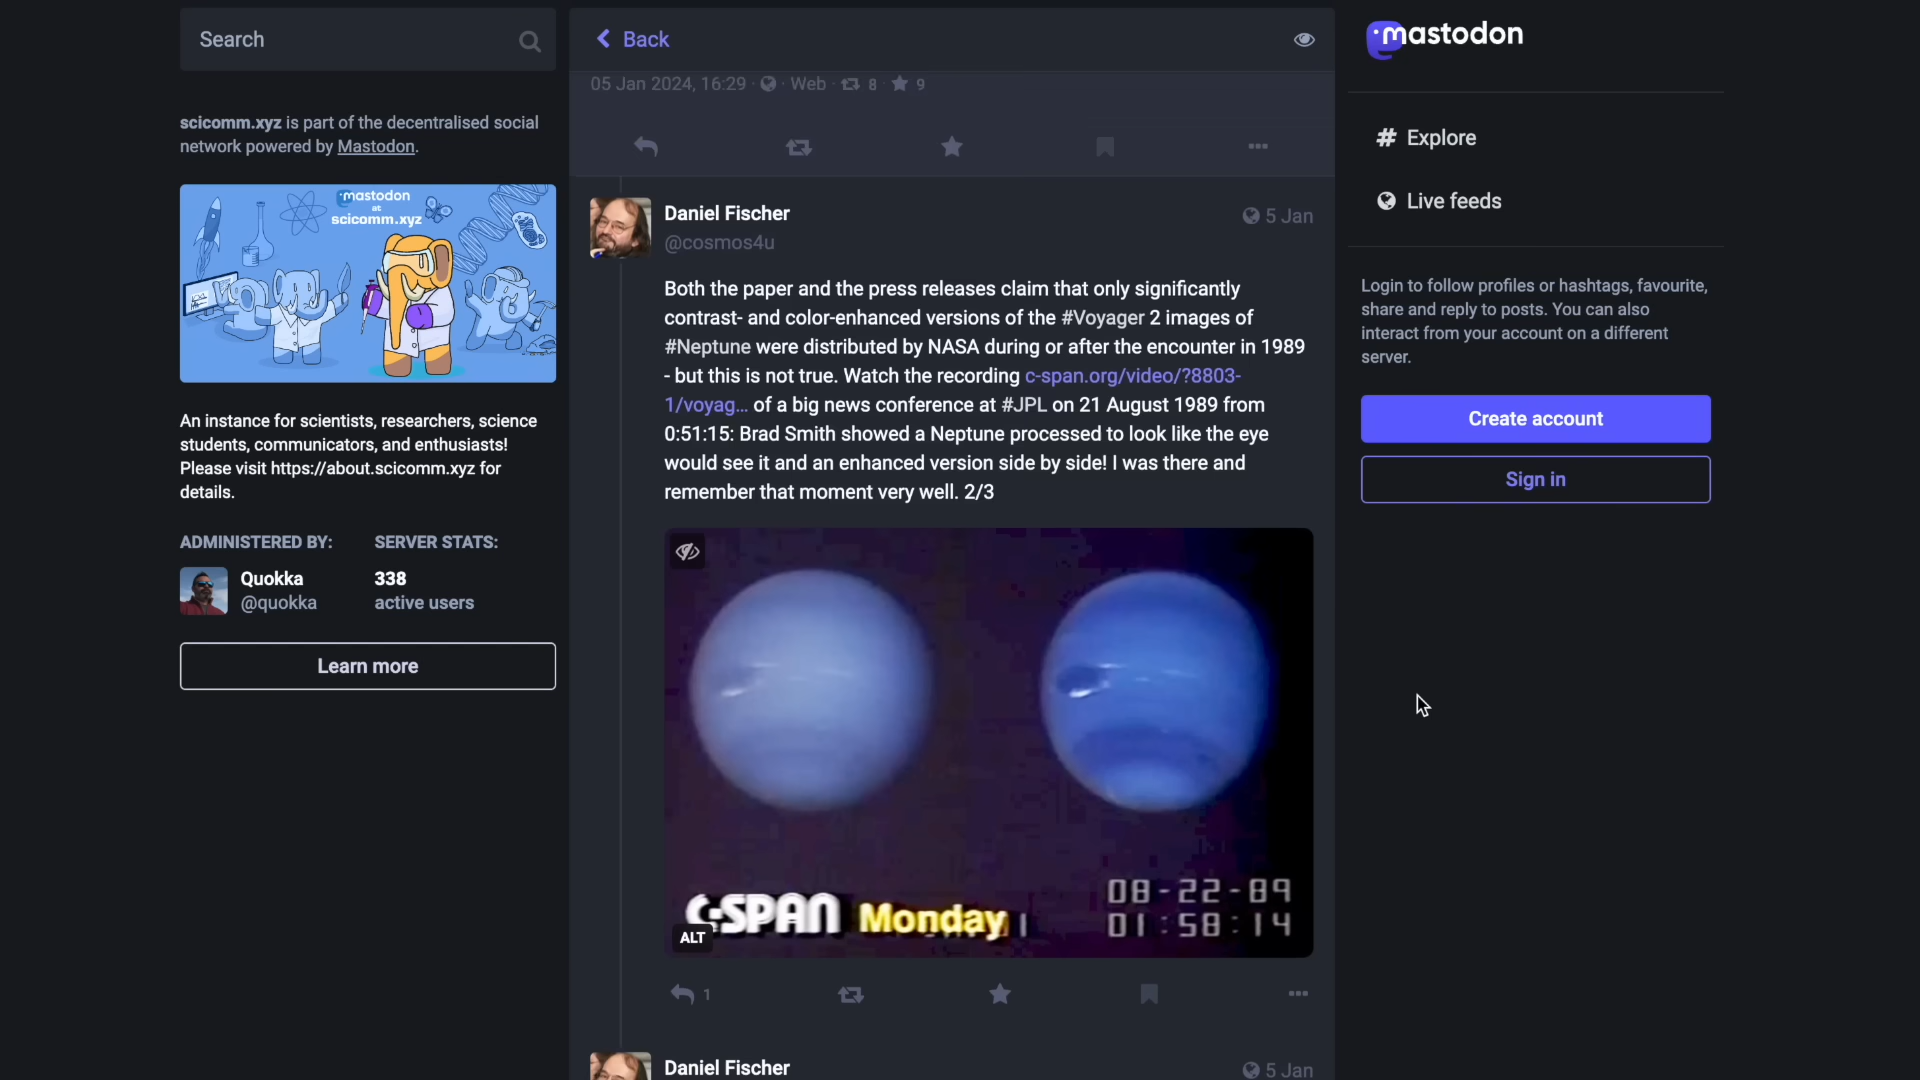 Search
scicomm.xyz is part of the decentralised social
network powered by Mastodon.
mastodon
at
scicomm.xyz
An instance for scientists, researchers, science
students, communicators, and enthusiasts!
Please visit https://about.scicomm.xyz for
details.
ADMINISTERED BY:
Quokka
@quokka
SERVER STATS:
338
active users
Learn more
Back
05 Jan 2024, 16:29 · Web · 8 · 9
Daniel Fischer
5 Jan
@cosmos4u
Both the paper and the press releases claim that only significantly
contrast- and color-enhanced versions of the #Voyager 2 images of
#Neptune were distributed by NASA during or after the encounter in 1989
- but this is not true. Watch the recording c-span.org/video/?8803-
1/voyag… of a big news conference at #JPL on 21 August 1989 from
0:51:15: Brad Smith showed a Neptune processed to look like the eye
would see it and an enhanced version side by side! I was there and
remember that moment very well. 2/3
C-SPAN Monday
08-22-89
01:58:14
ALT
1
Daniel Fischer
5 Jan
mastodon
# Explore
Live feeds
Login to follow profiles or hashtags, favourite,
share and reply to posts. You can also
interact from your account on a different
server.
Create account
Sign in